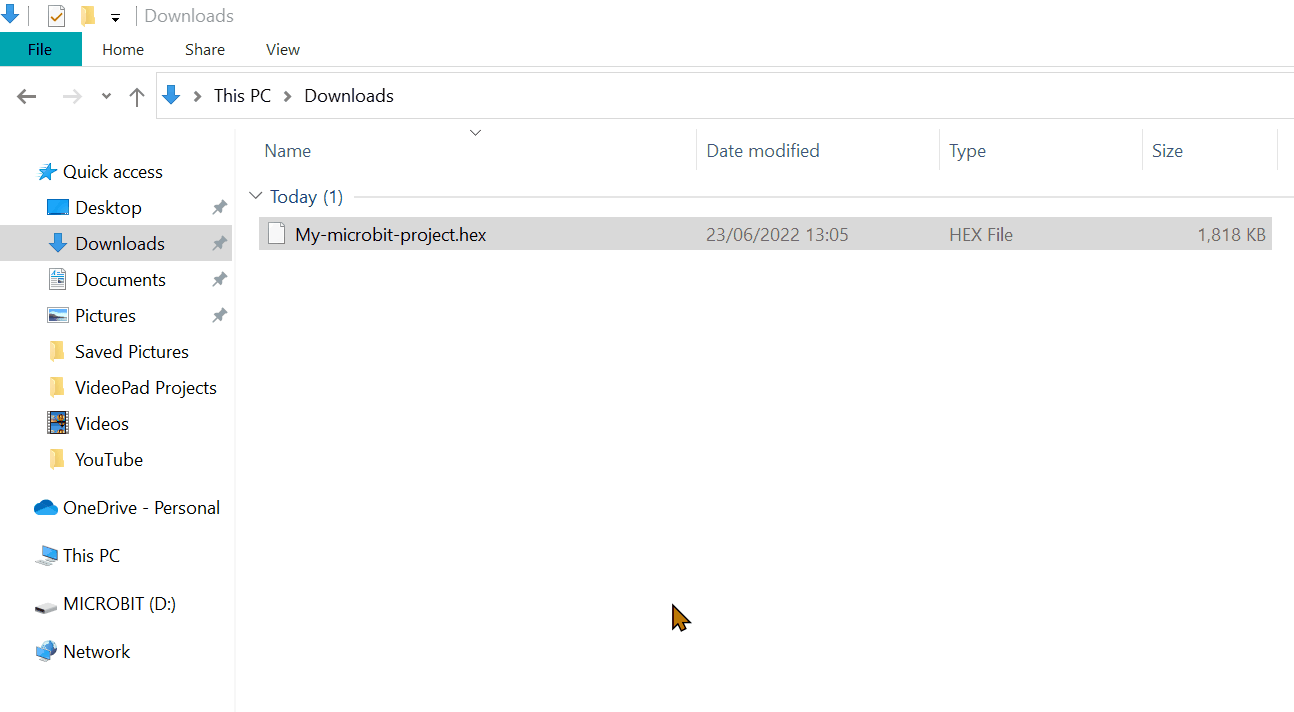 Downloads
File Home Share View
This PC Downloads
Name Date modified Type Size
Quick access
Today (1)
Desktop
My-microbit-project.hex 23/06/2022 13:05 HEX File 1,818 KB
Downloads
Documents
Pictures
Saved Pictures
VideoPad Projects
Videos
YouTube
OneDrive - Personal
This PC
MICROBIT (D:)
Network